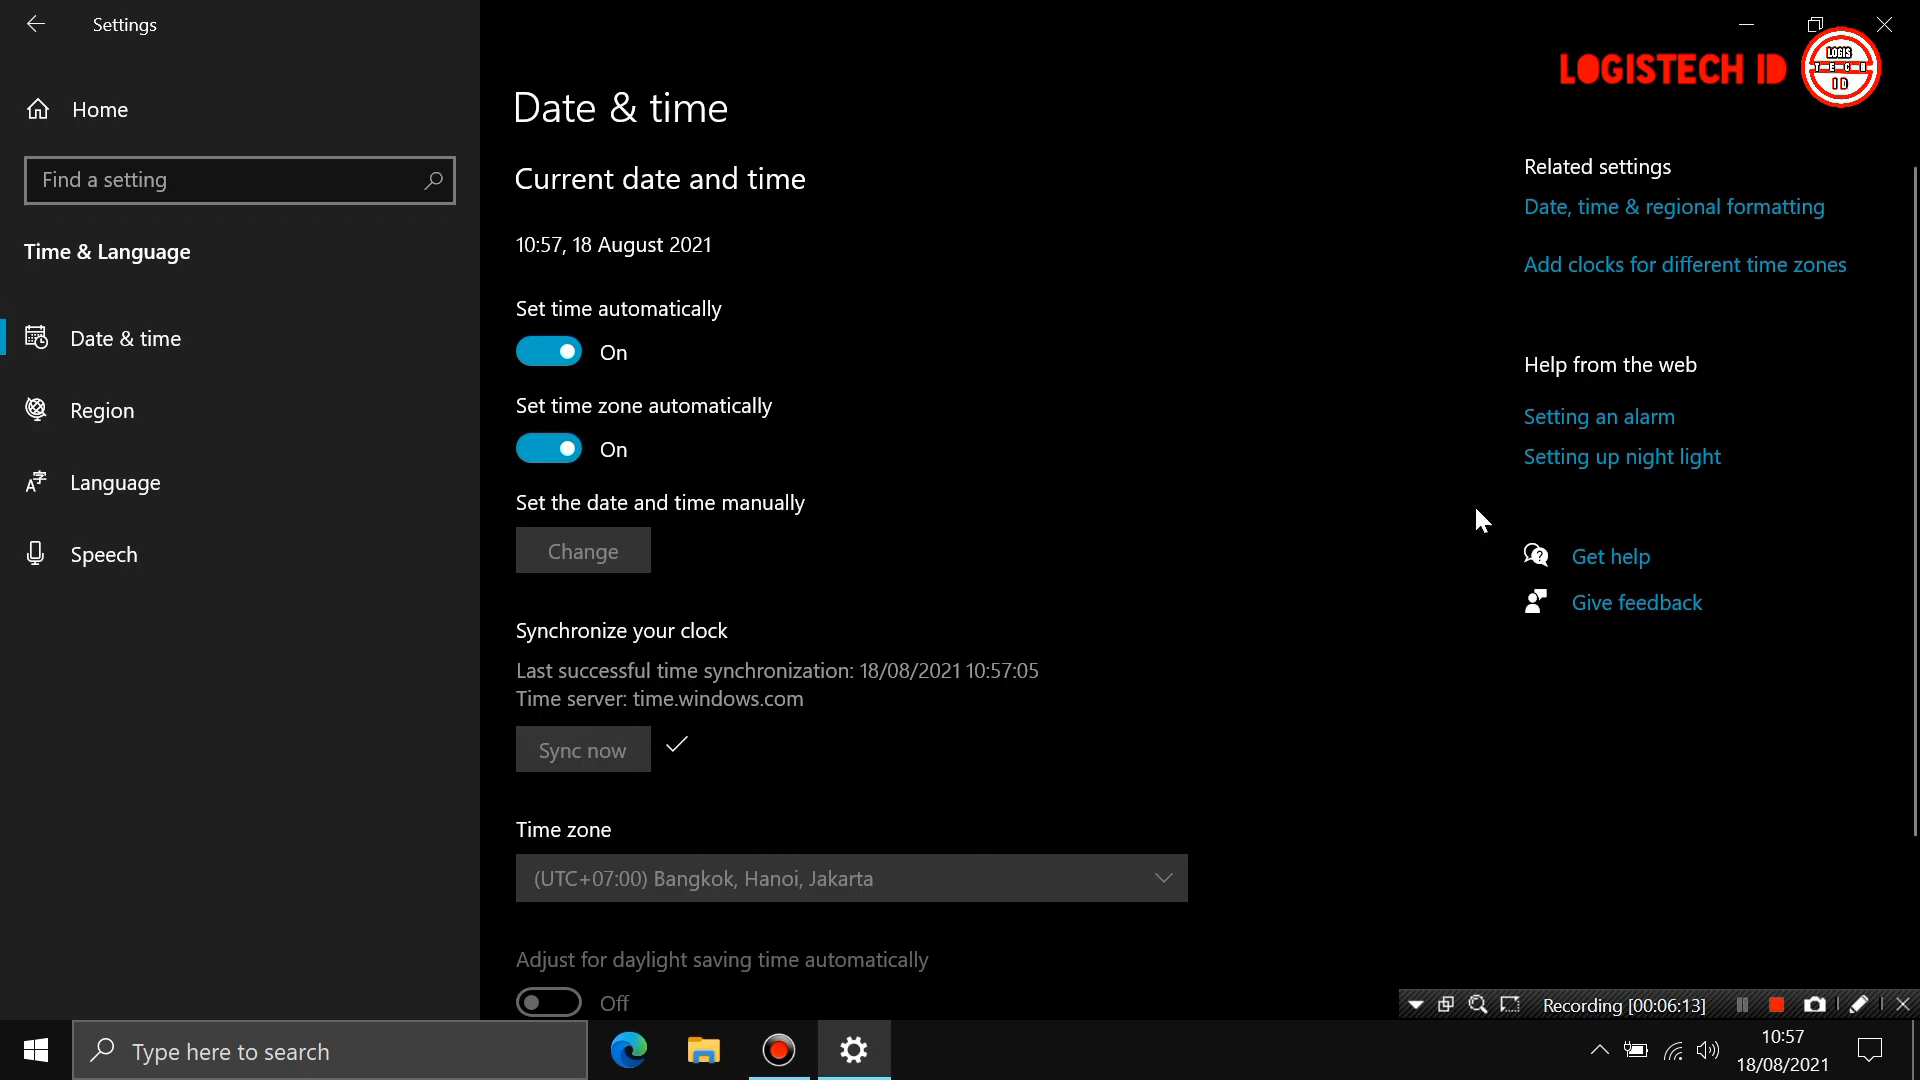 Settings
LOGISTECH ID
LOGIS
TECH
ID
Home
Find a setting
Time & Language
Date & time
Region
Language
Speech
Date & time
Current date and time
10:57, 18 August 2021
Set time automatically
On
Set time zone automatically
On
Set the date and time manually
Change
Synchronize your clock
Last successful time synchronization: 18/08/2021 10:57:05
Time server: time.windows.com
Sync now
Time zone
(UTC+07:00) Bangkok, Hanoi, Jakarta
Adjust for daylight saving time automatically
Off
Related settings
Date, time & regional formatting
Add clocks for different time zones
Help from the web
Setting an alarm
Setting up night light
Get help
Give feedback
Recording [00:06:13]
Type here to search
10:57
18/08/2021